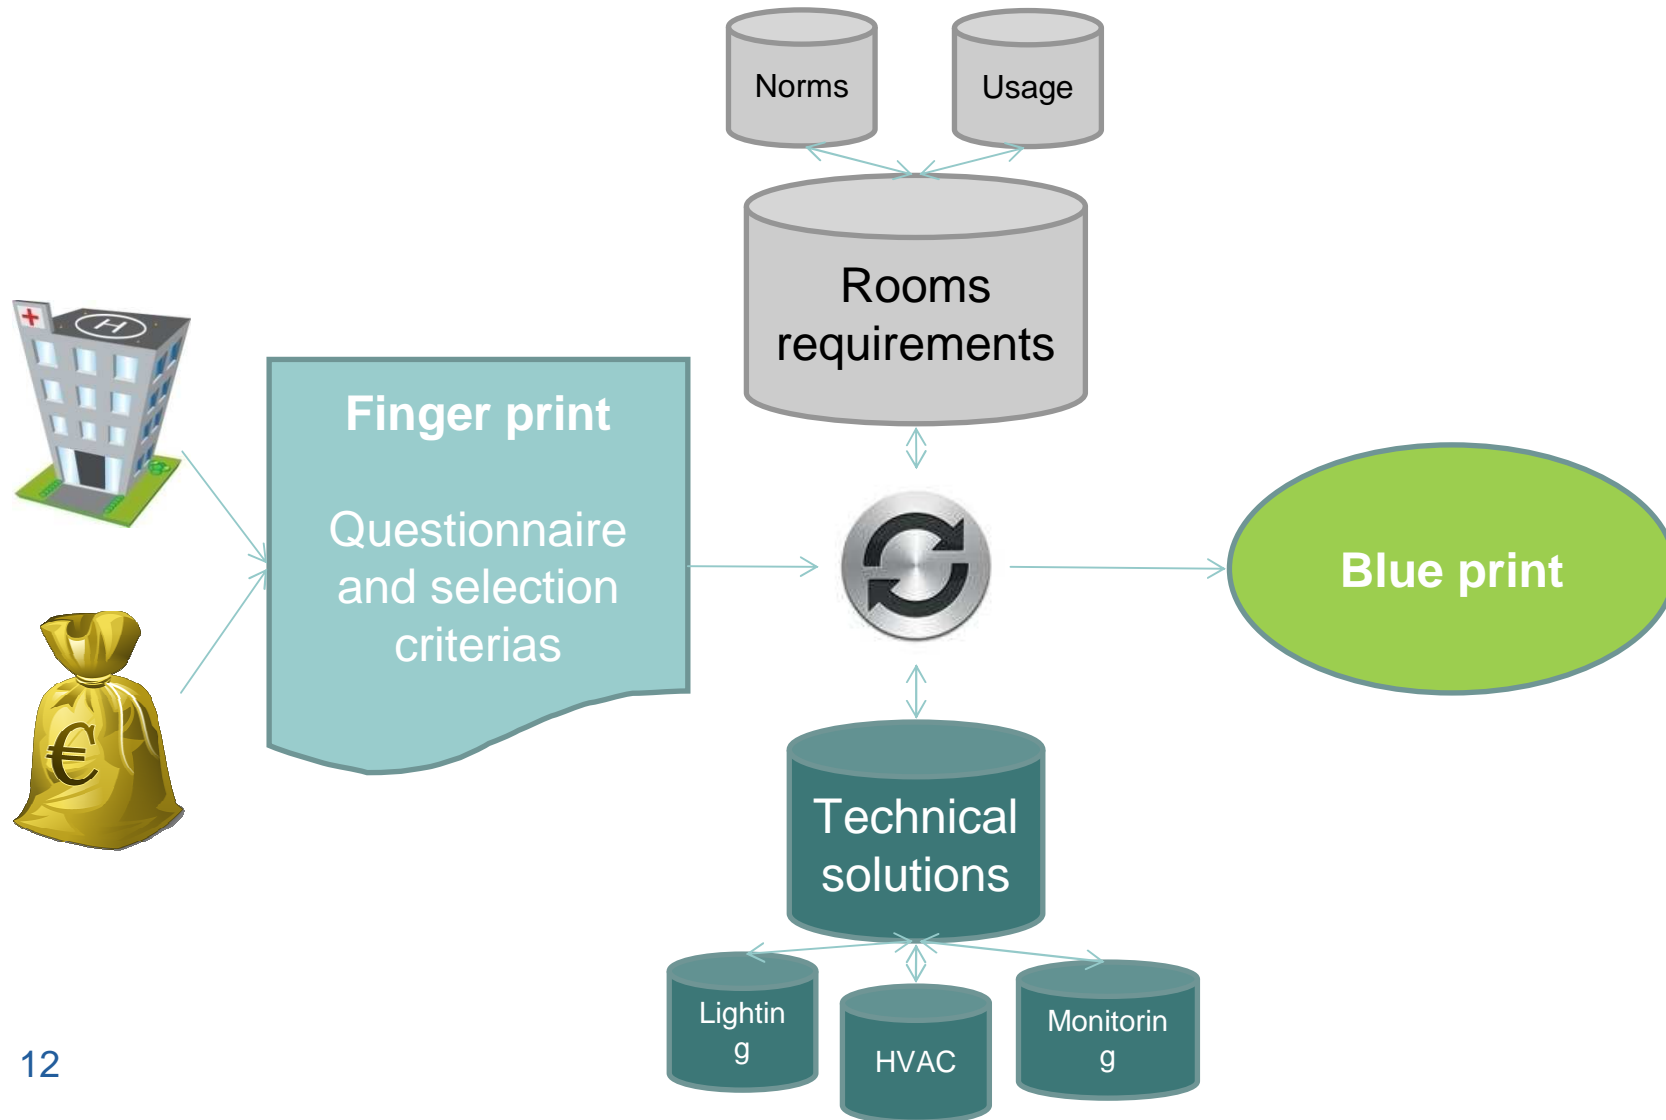 Norms
Usage
Rooms
requirements
H
Finger print
Questionnaire
and selection
criterias
Blue print
€
Technical
solutions
Lightin
g
HVAC
Monitorin
g
12